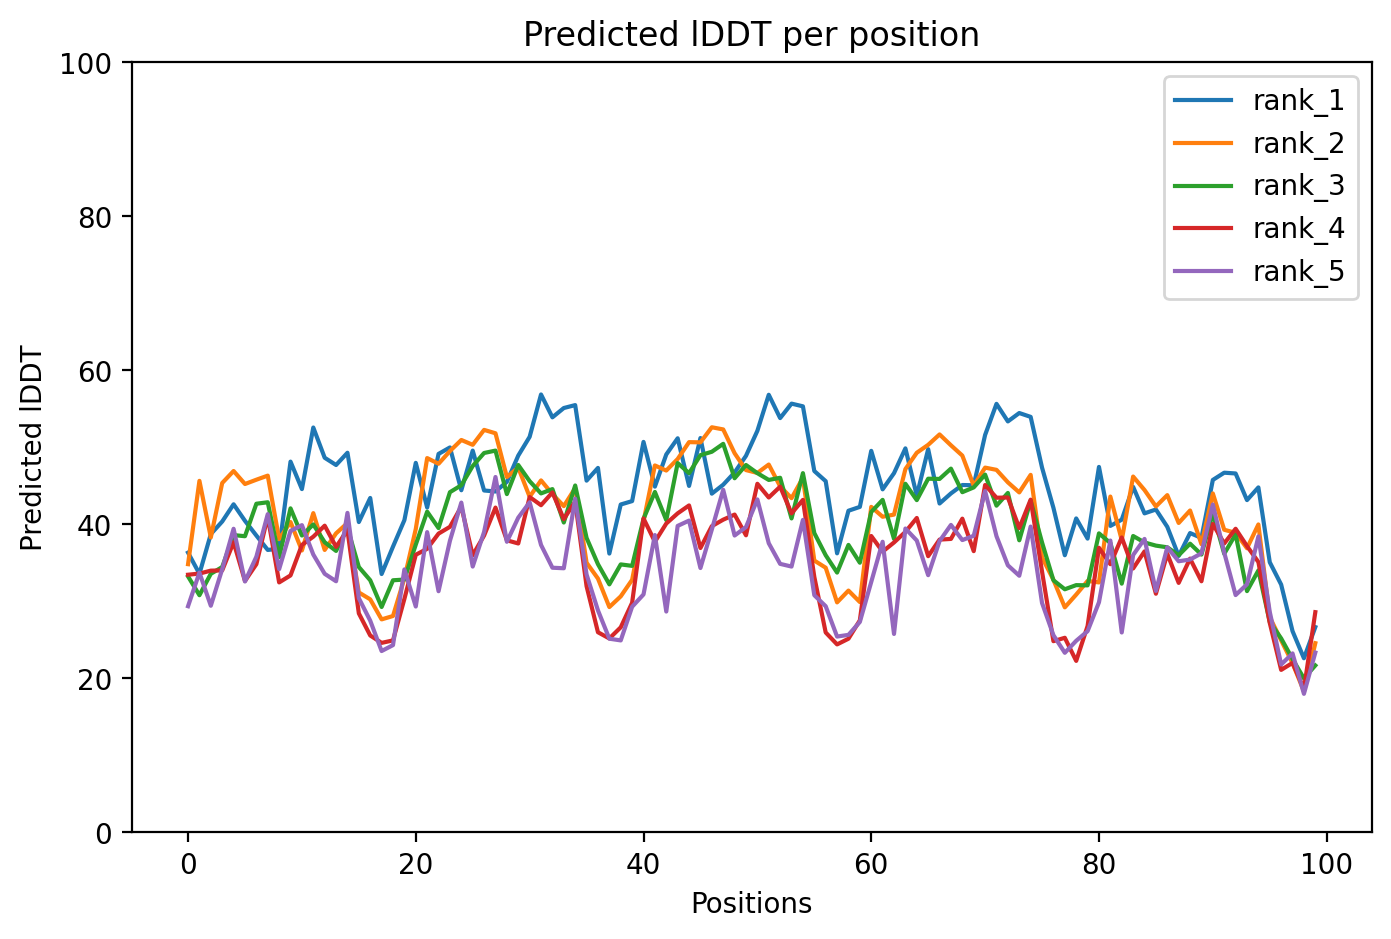 Predicted lDDT per position
100
80
60
40
20
0
Predicted lDDT
0 20 40 60 80 100
Positions
rank_1
rank_2
rank_3
rank_4
rank_5